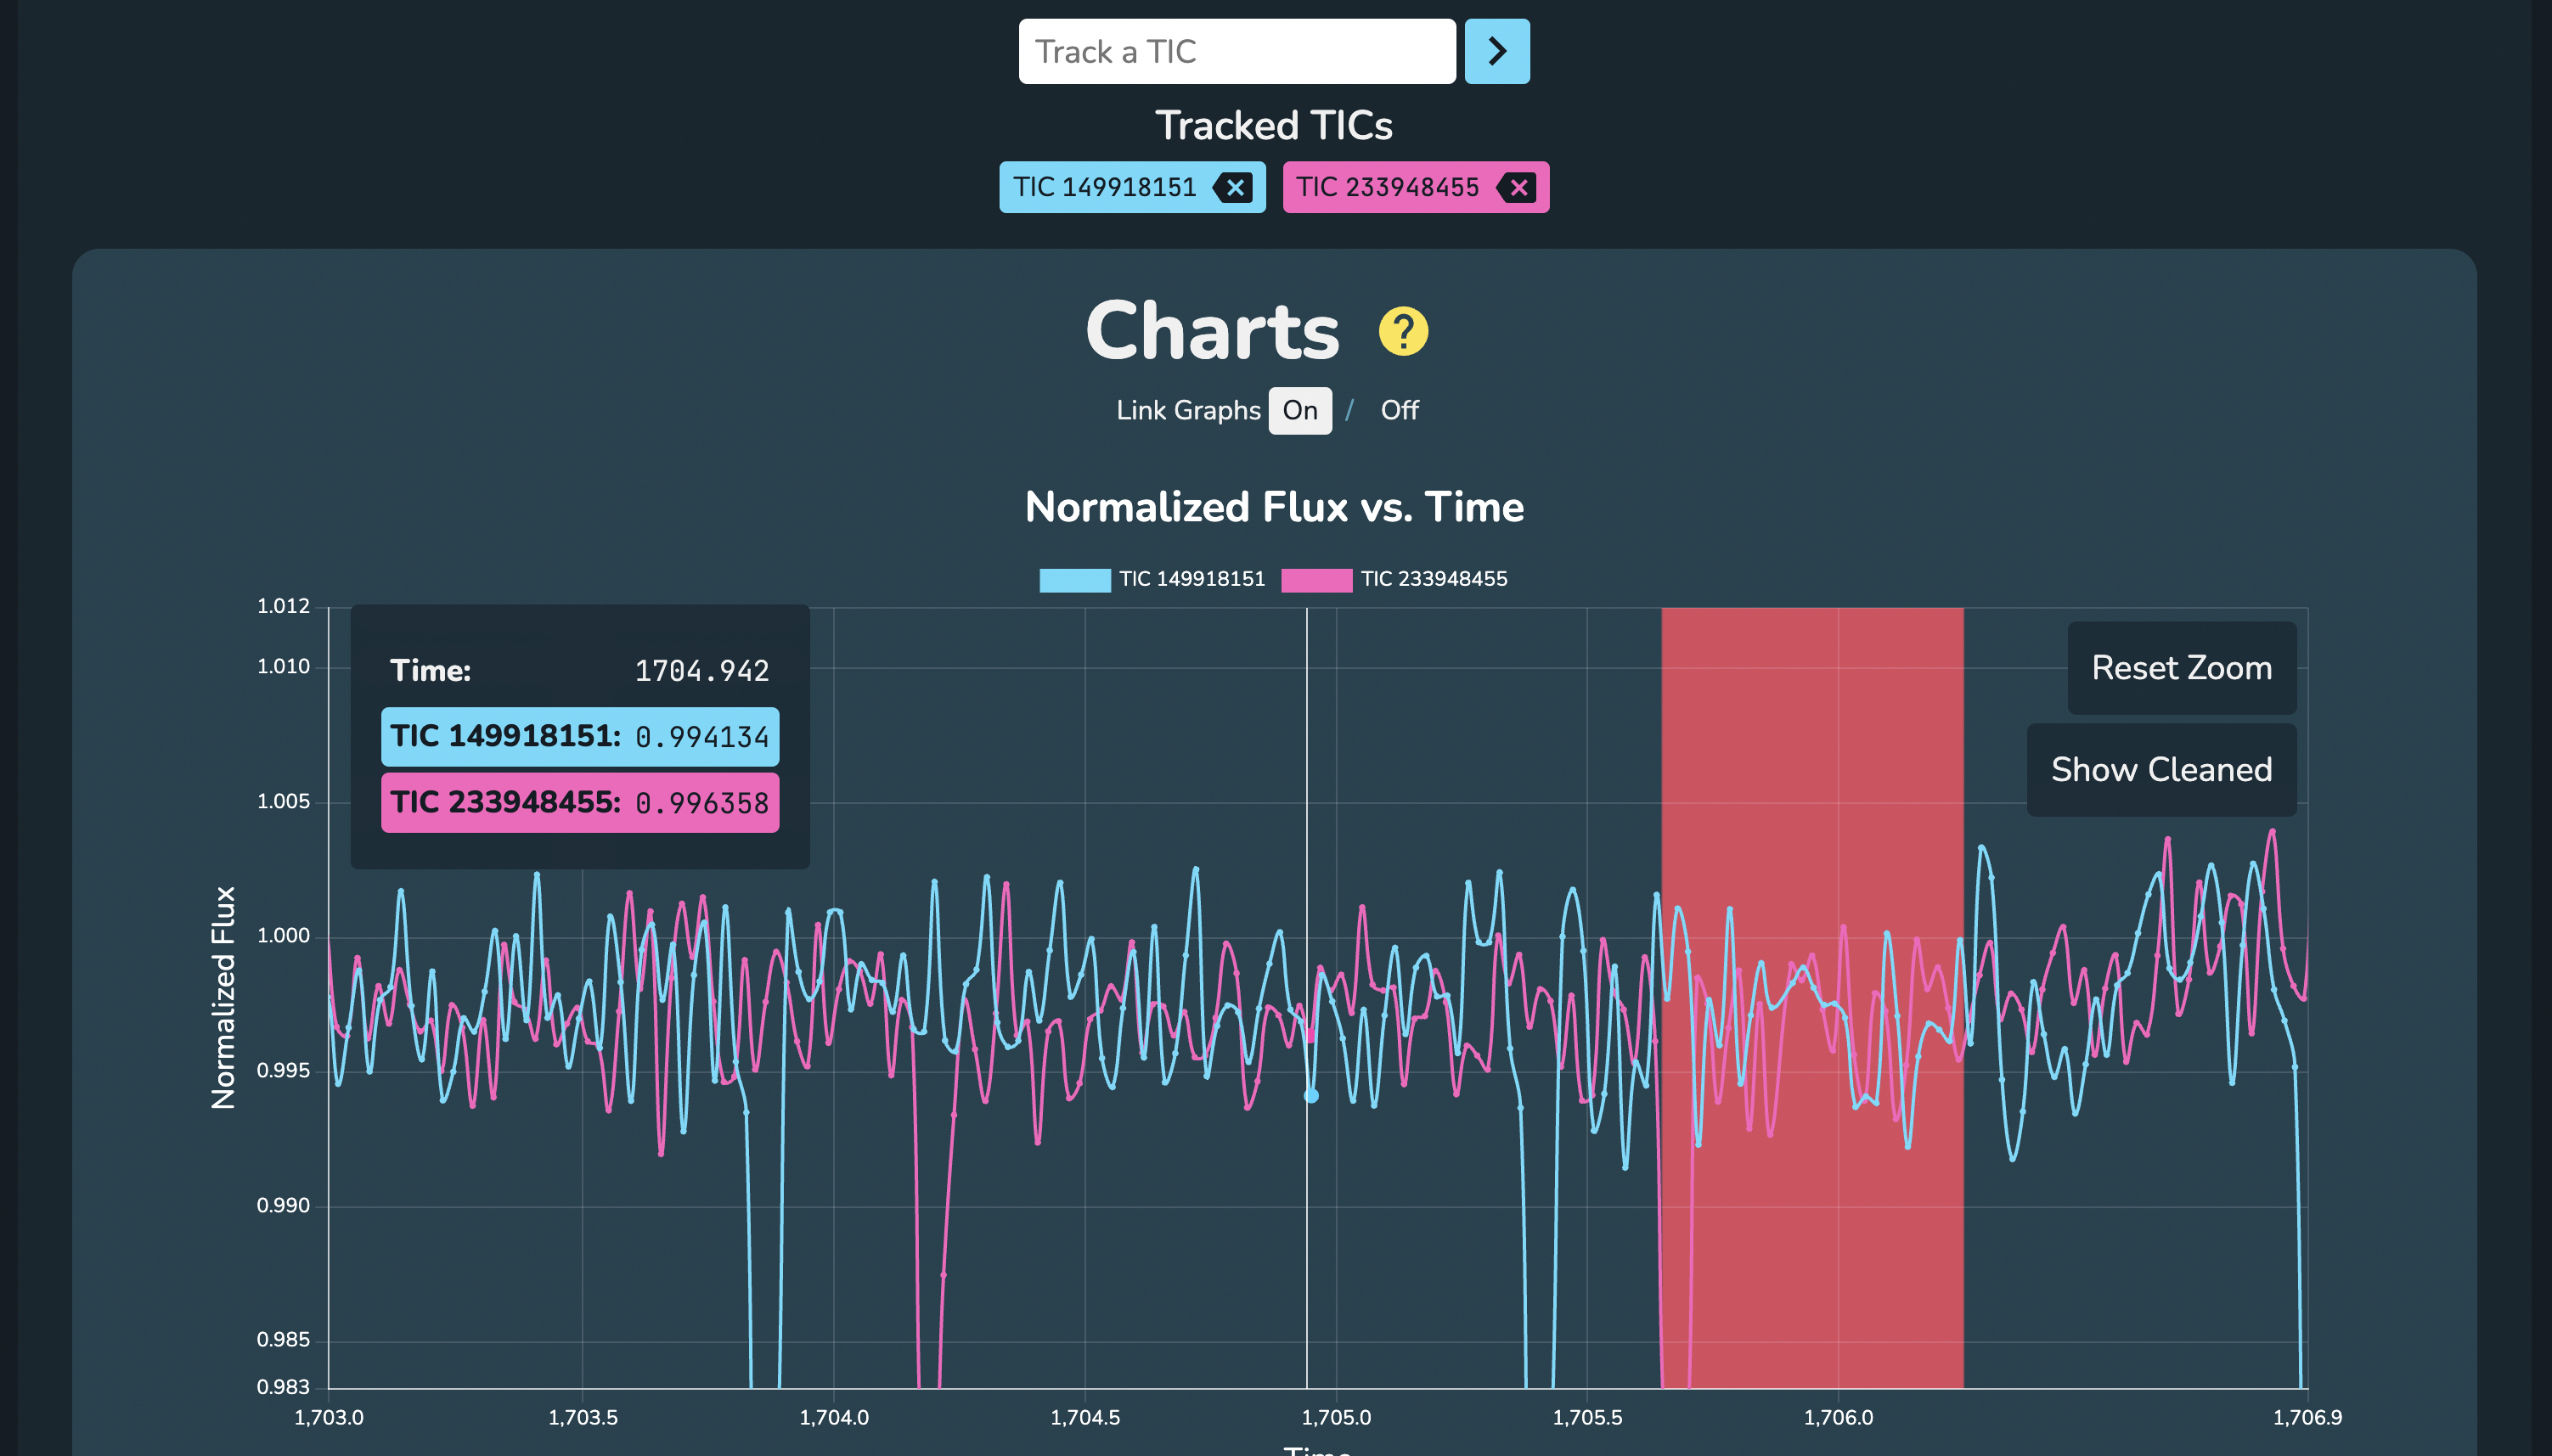 Track a TIC
Tracked TICs
TIC 149918151 TIC 233948455
Charts ?
Link Graphs On / Off
Normalized Flux vs. Time
TIC 149918151 TIC 233948455
Time: 1704.942
TIC 149918151: 0.994134
TIC 233948455: 0.996358
Reset Zoom
Show Cleaned
Normalized Flux
1.012
1.010
1.005
1.000
0.995
0.990
0.985
0.983
1,703.0 1,703.5 1,704.0 1,704.5 1,705.0 1,705.5 1,706.0 1,706.9
Time